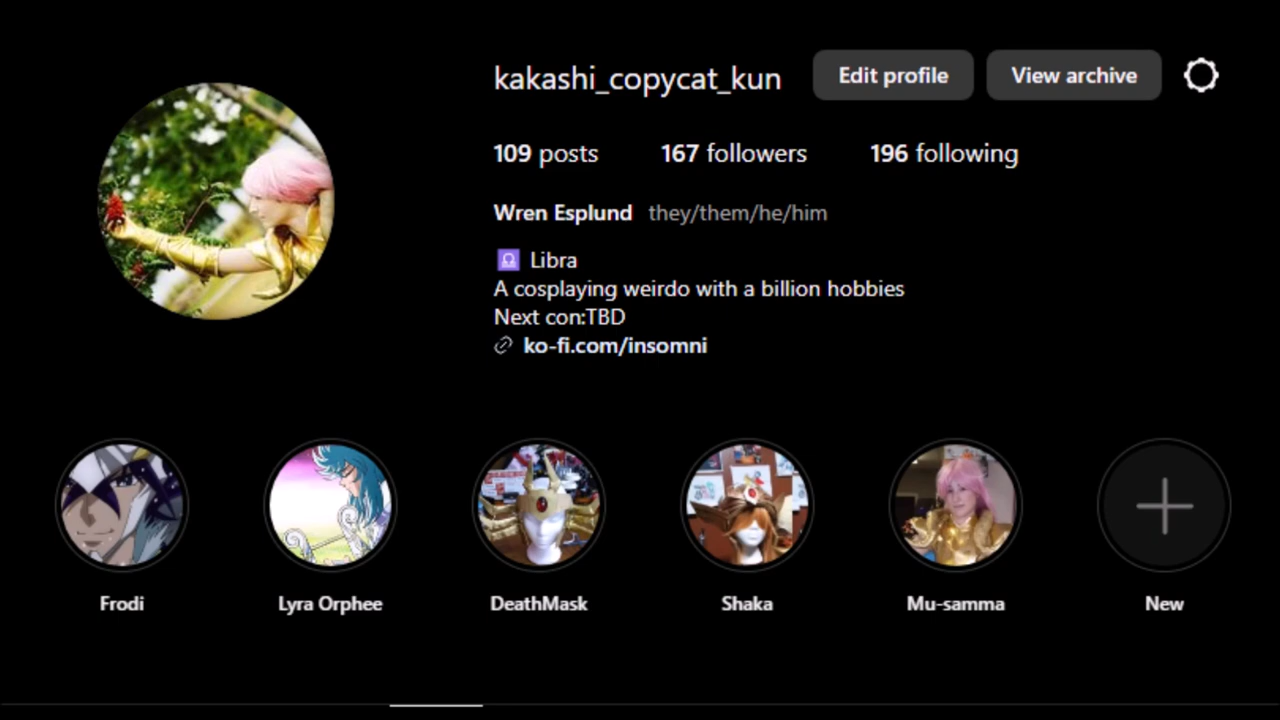 kakashi_copycat_kun Edit profile View archive
109 posts 167 followers 196 following
Wren Esplund they/them/he/him
♎ Libra
A cosplaying weirdo with a billion hobbies
Next con:TBD
ko-fi.com/insomni
Frodi Lyra Orphee DeathMask Shaka Mu-samma New